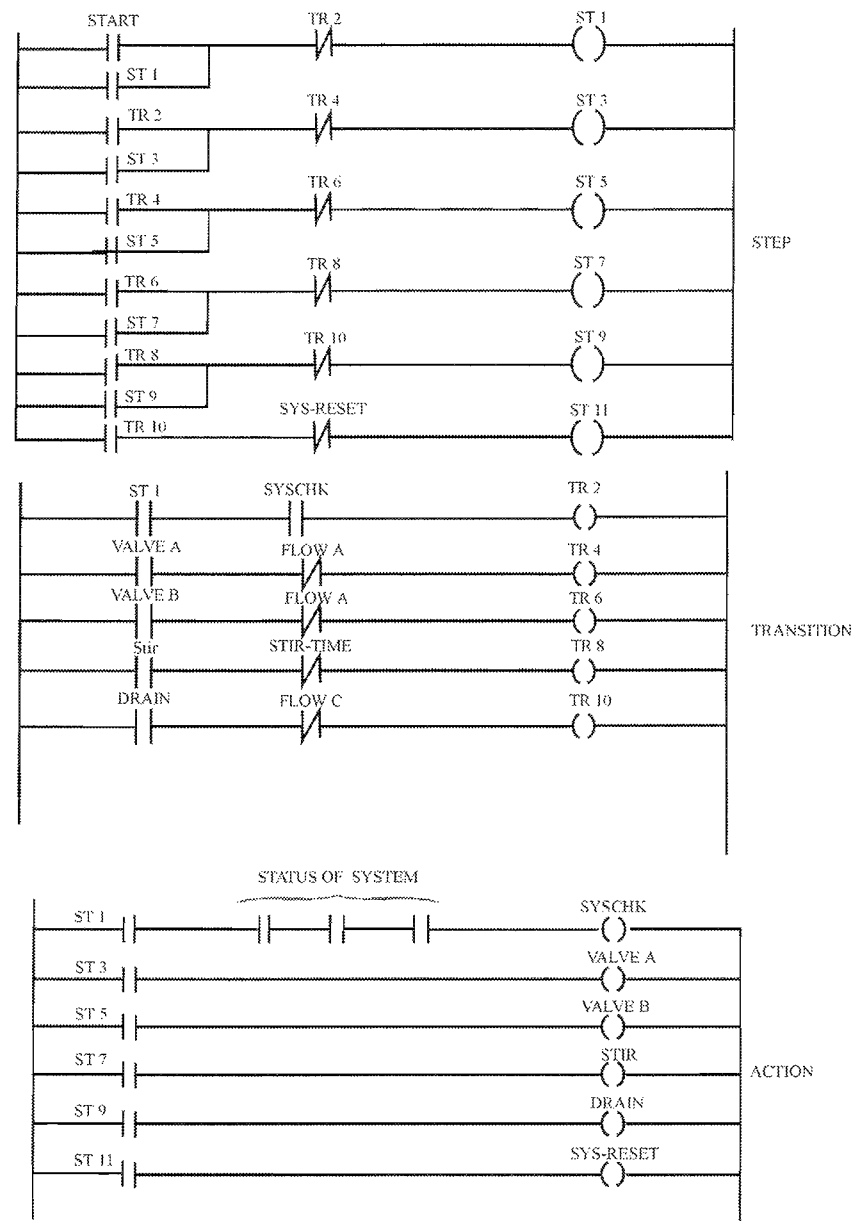 START TR 2 ST 1
ST 1
TR 2 TR 4 ST 3
ST 3
TR 4 TR 6 ST 5
ST 5
STEP
TR 6 TR 8 ST 7
ST 7
TR 8 TR 10 ST 9
ST 9
TR 10 SYS-RESET ST 11
ST 1 SYSCHK TR 2
VALVE A FLOW A TR 4
VALVE B FLOW A TR 6
TRANSITION
Stir STIR-TIME TR 8
DRAIN FLOW C TR 10
STATUS OF SYSTEM
ST 1 SYSCHK
ST 3 VALVE A
ST 5 VALVE B
ST 7 STIR
ACTION
ST 9 DRAIN
ST 11 SYS-RESET